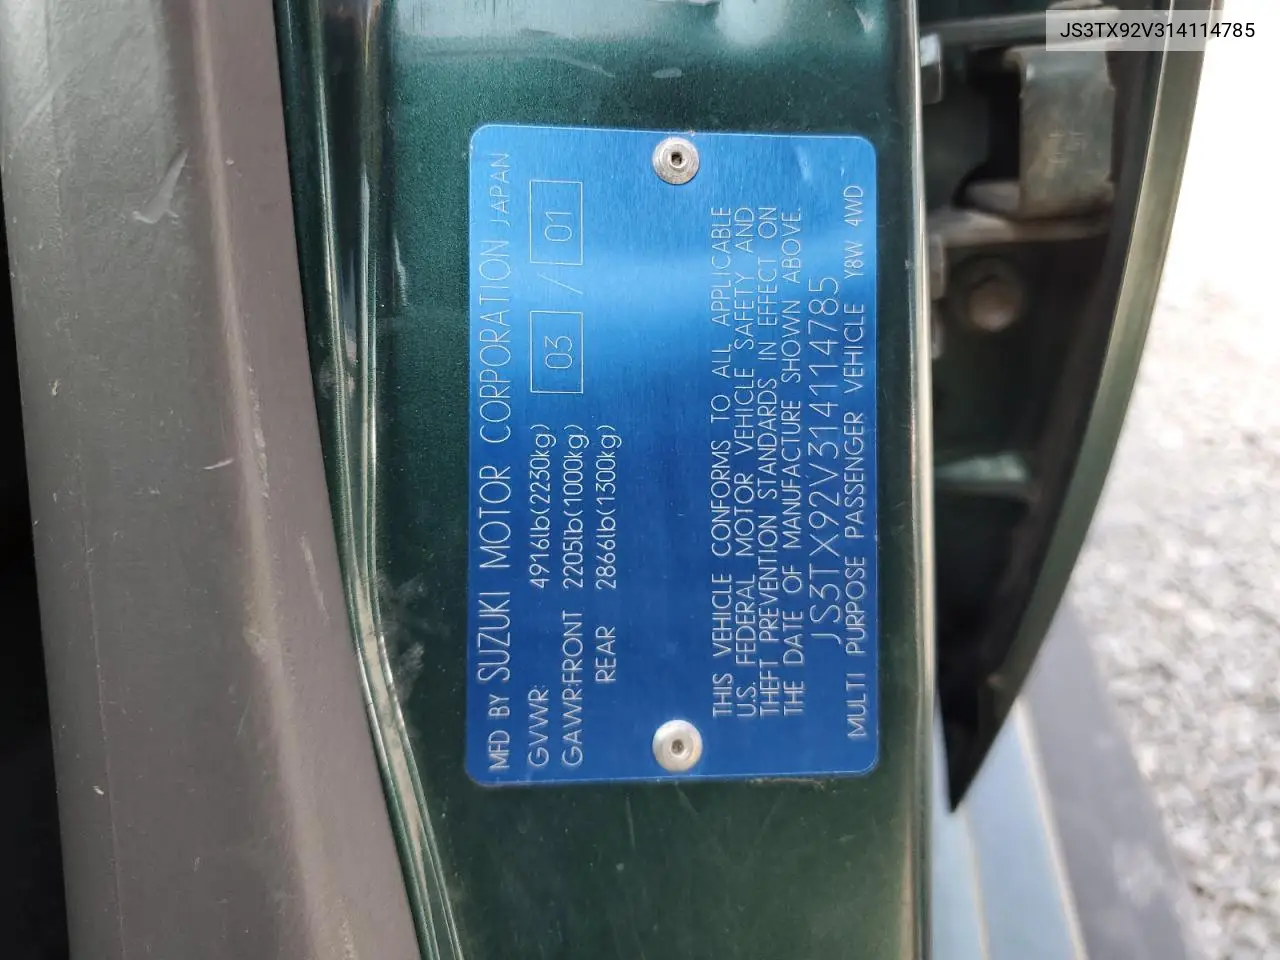 JS3TX92V314114785
MFD BY SUZUKI MOTOR CORPORATION JAPAN
GVWR: 4916lb(2230kg) 03 / 01
GAWR:FRONT 2205lb(1000kg)
REAR 2866lb(1300kg)
THIS VEHICLE CONFORMS TO ALL APPLICABLE
U.S. FEDERAL MOTOR VEHICLE SAFETY AND
THEFT PREVENTION STANDARDS IN EFFECT ON
THE DATE OF MANUFACTURE SHOWN ABOVE.
JS3TX92V314114785
MULTI PURPOSE PASSENGER VEHICLE Y8W 4WD